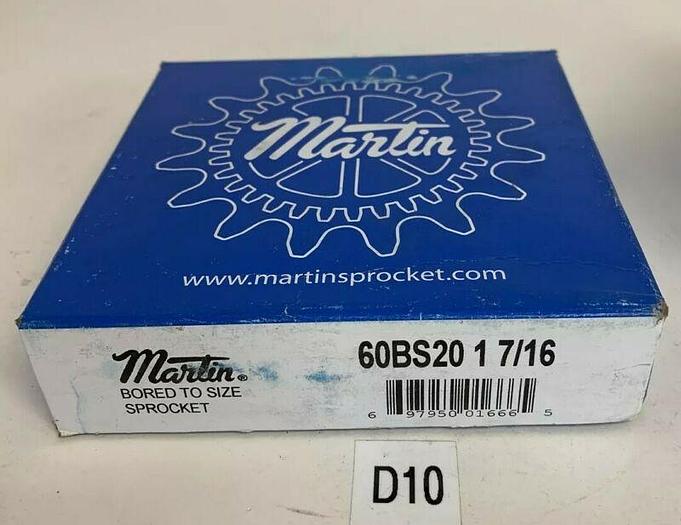 Martin
www.martinsprocket.com
Martin®
BORED TO SIZE
SPROCKET
60BS20 1 7/16
6 97950 01666 5
D10